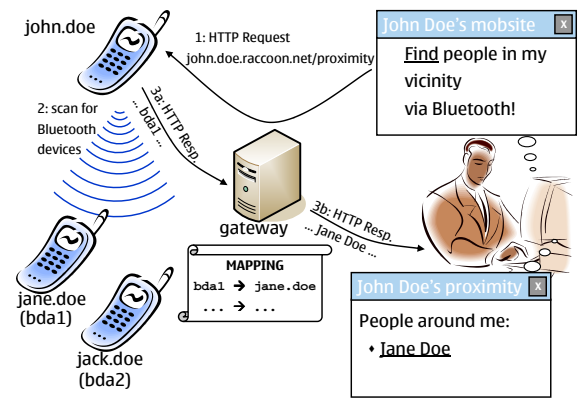 john.doe
1: HTTP Request
john.doe.raccoon.net/proximity
John Doe's mobsite x
Find people in my
vicinity
via Bluetooth!
2: scan for
Bluetooth
devices
3a: HTTP Resp.
... bda1 ...
gateway
3b: HTTP Resp.
... Jane Doe ...
MAPPING
bda1 → jane.doe
... → ...
jane.doe
(bda1)
jack.doe
(bda2)
John Doe's proximity x
People around me:
♦ Jane Doe